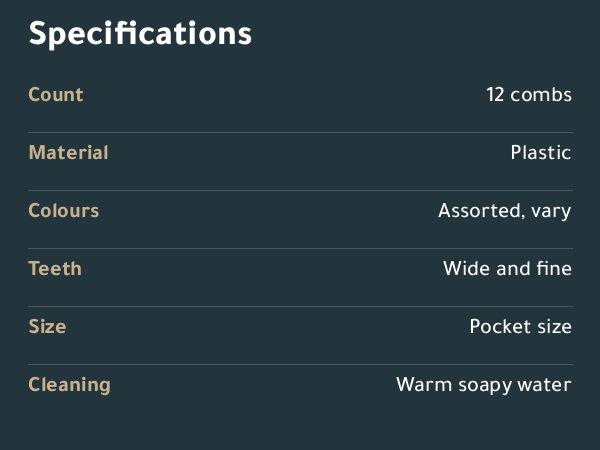 Specifications
Count 12 combs
Material Plastic
Colours Assorted, vary
Teeth Wide and fine
Size Pocket size
Cleaning Warm soapy water